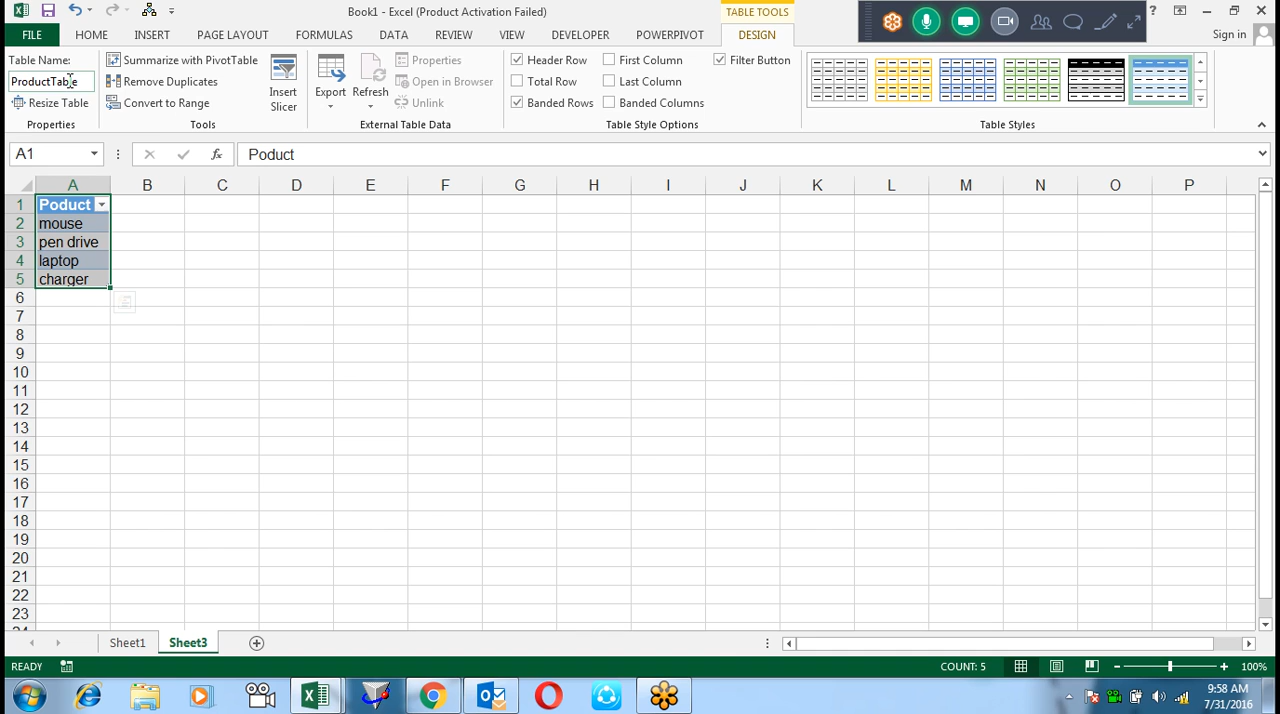 Book1 - Excel (Product Activation Failed)
TABLE TOOLS
?
FILE HOME INSERT PAGE LAYOUT FORMULAS DATA REVIEW VIEW DEVELOPER POWERPIVOT DESIGN Sign in
Table Name:
ProductTable
Resize Table
Properties
Summarize with PivotTable
Remove Duplicates
Convert to Range
Insert
Slicer
Tools
Export
Refresh
Properties
Open in Browser
Unlink
External Table Data
Header Row
Total Row
Banded Rows
First Column
Last Column
Banded Columns
Filter Button
Table Style Options
Table Styles
A1 fx Poduct
A B C D E F G H I J K L M N O P
1 Poduct
2 mouse
3 pen drive
4 laptop
5 charger
6
7
8
9
10
11
12
13
14
15
16
17
18
19
20
21
22
23
24
Sheet1 Sheet3
READY COUNT: 5 100%
9:58 AM
7/31/2016